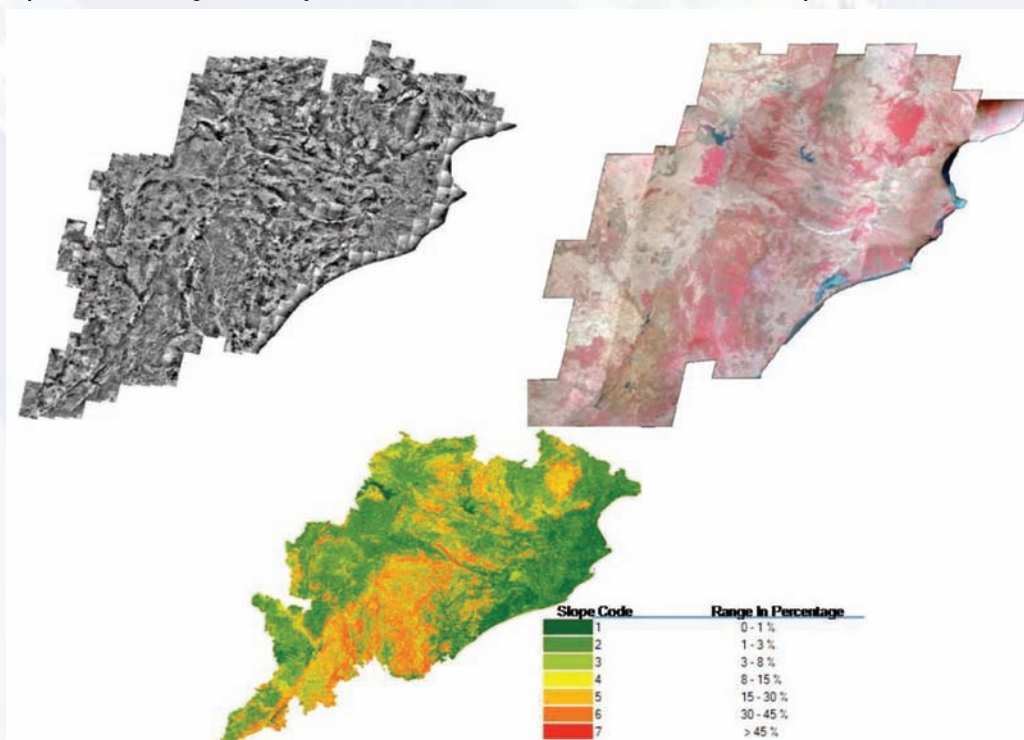 Slope Code Range In Percentage
1 0 - 1 %
2 1 - 3 %
3 3 - 8 %
4 8 - 15 %
5 15 - 30 %
6 30 - 45 %
7 > 45 %